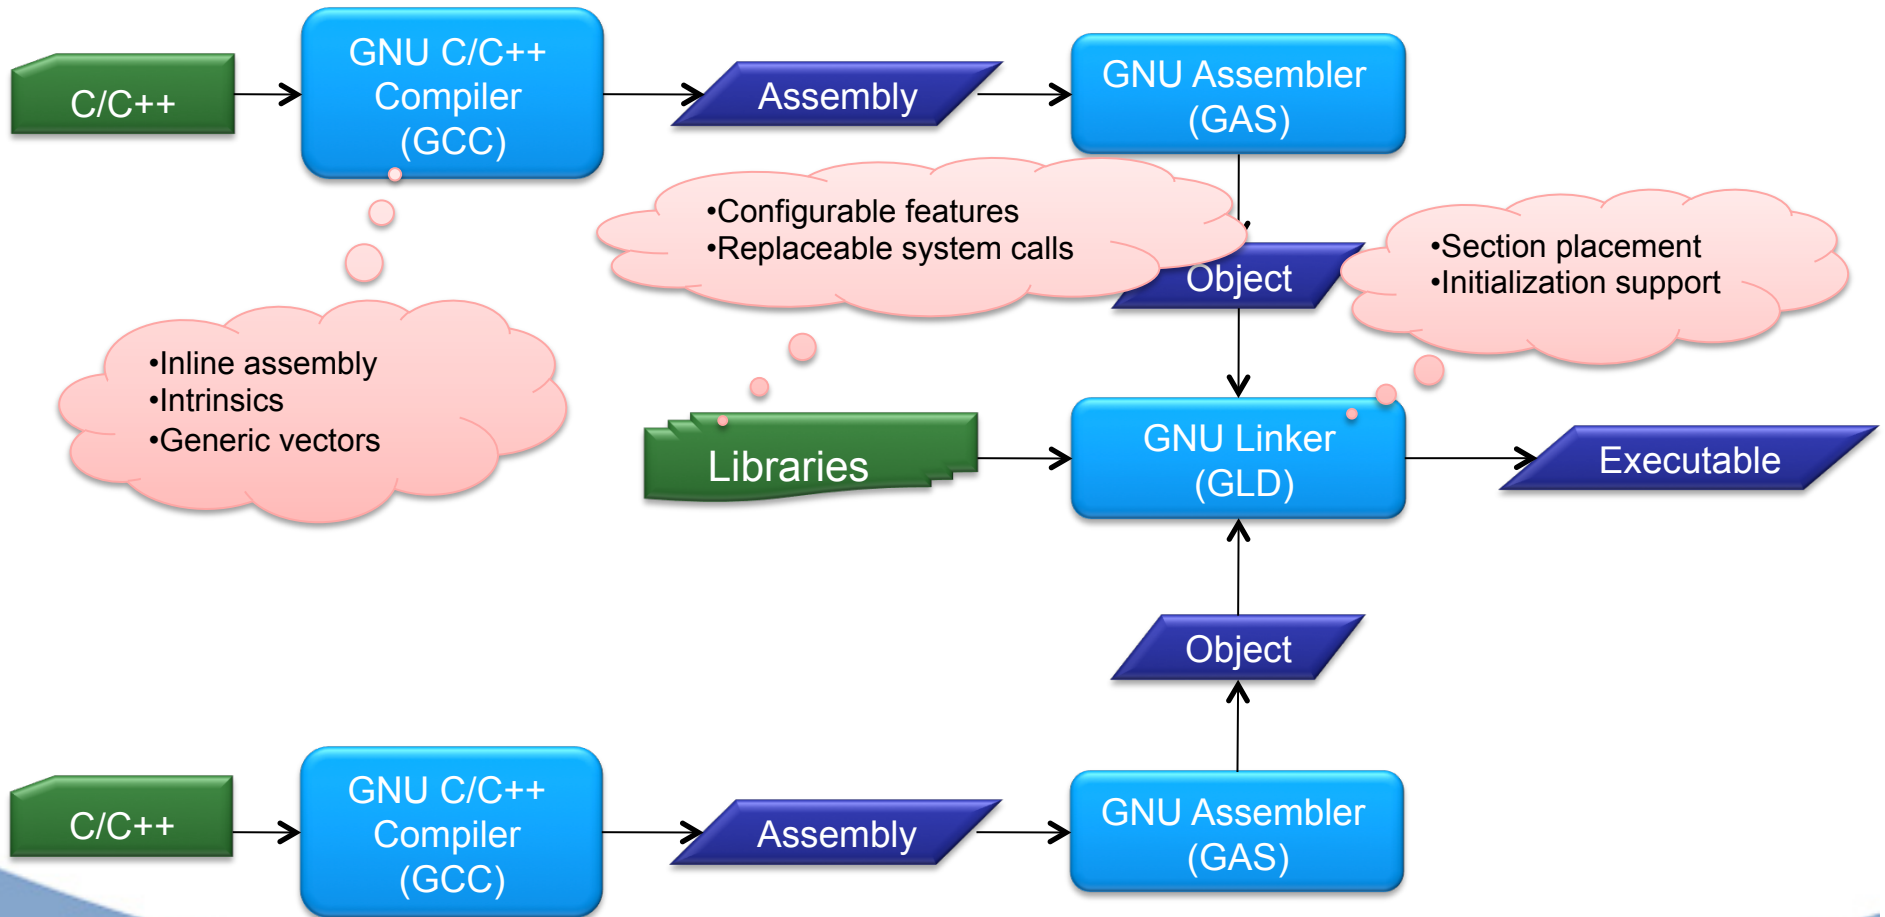 C/C++
GNU C/C++
Compiler
(GCC)
Assembly
GNU Assembler
(GAS)
•Configurable features
•Replaceable system calls
Object
•Section placement
•Initialization support
•Inline assembly
•Intrinsics
•Generic vectors
Libraries
GNU Linker
(GLD)
Executable
Object
C/C++
GNU C/C++
Compiler
(GCC)
Assembly
GNU Assembler
(GAS)